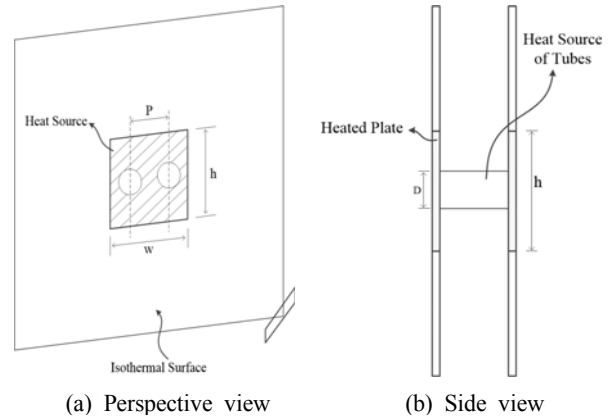 P
Heat Source
h
w
Isothermal Surface
(a) Perspective view
Heat Source
of Tubes
Heated Plate
D
h
(b) Side view